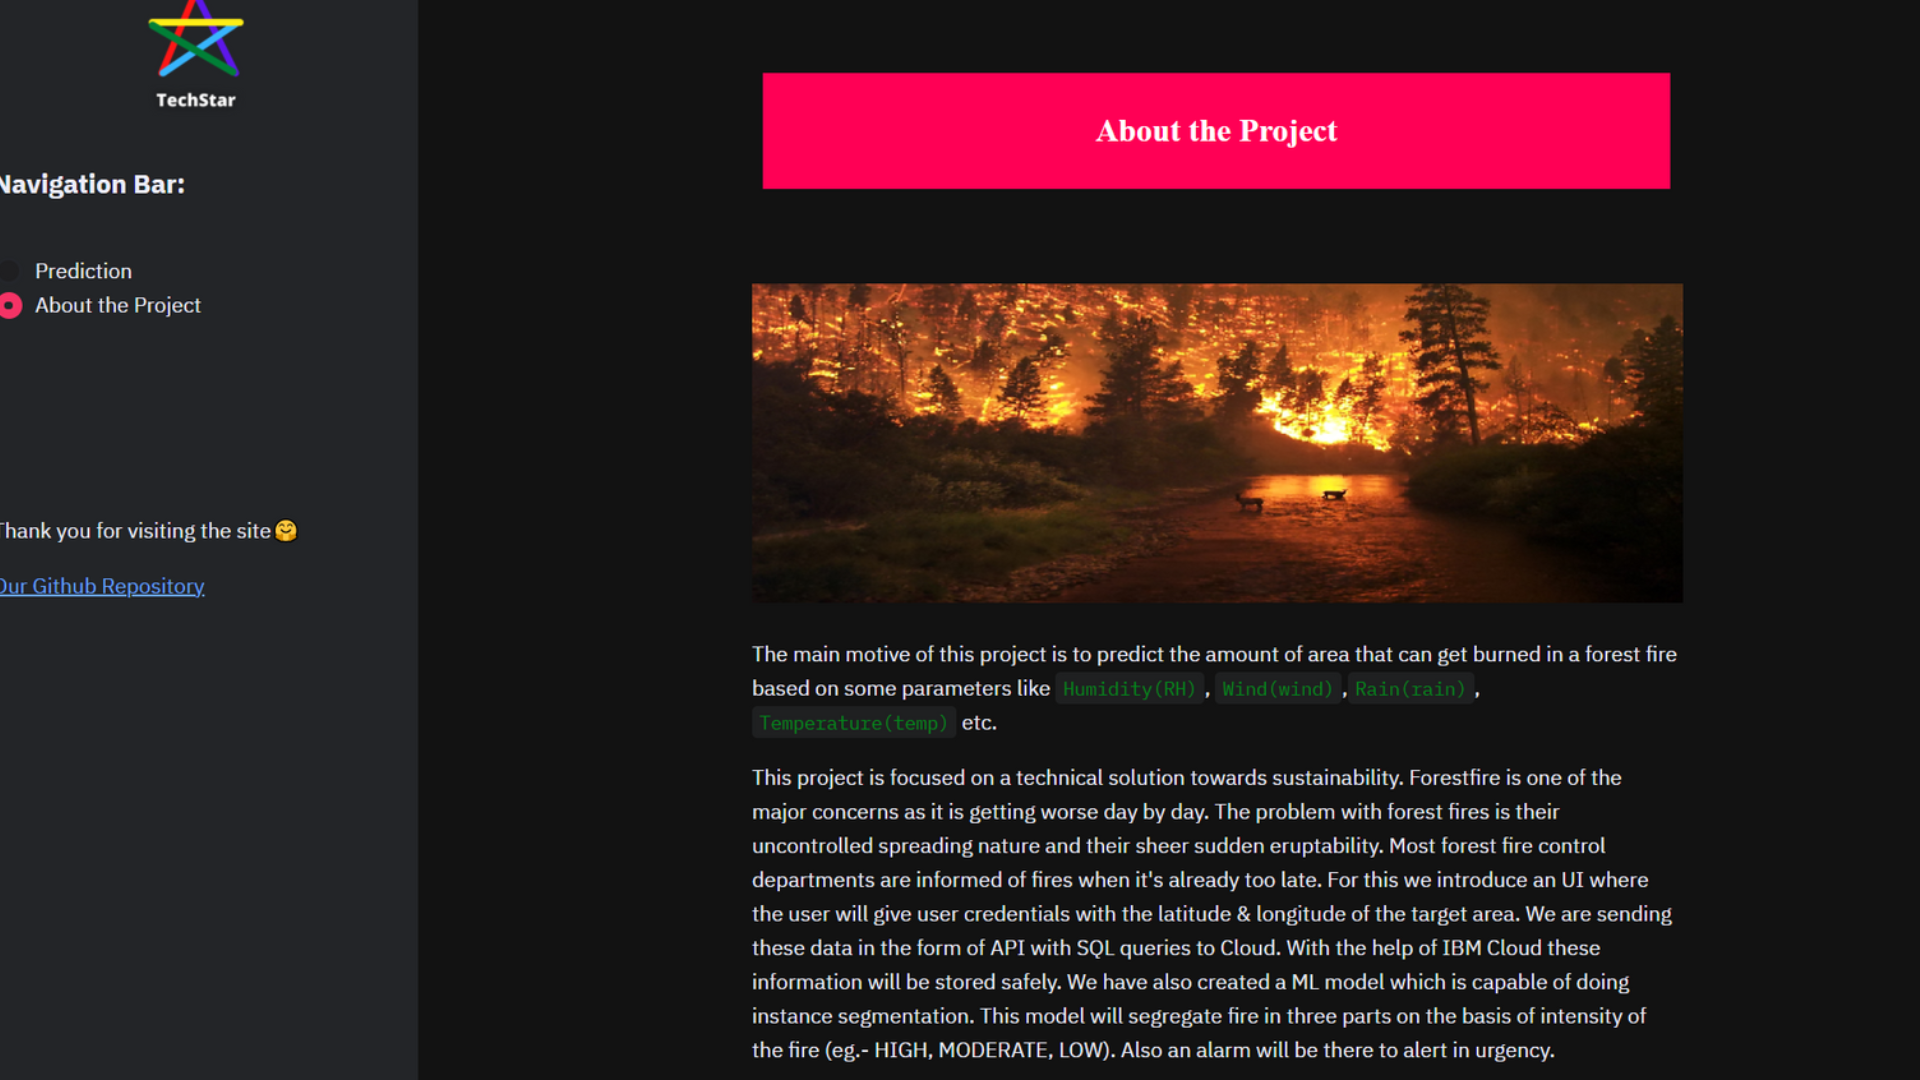 TechStar
Navigation Bar:
Prediction
About the Project
Thank you for visiting the site🤗
Our Github Repository
About the Project
The main motive of this project is to predict the amount of area that can get burned in a forest fire
based on some parameters like Humidity(RH) , Wind(wind) , Rain(rain) ,
Temperature(temp) etc.
This project is focused on a technical solution towards sustainability. Forestfire is one of the
major concerns as it is getting worse day by day. The problem with forest fires is their
uncontrolled spreading nature and their sheer sudden eruptability. Most forest fire control
departments are informed of fires when it's already too late. For this we introduce an UI where
the user will give user credentials with the latitude & longitude of the target area. We are sending
these data in the form of API with SQL queries to Cloud. With the help of IBM Cloud these
information will be stored safely. We have also created a ML model which is capable of doing
instance segmentation. This model will segregate fire in three parts on the basis of intensity of
the fire (eg.- HIGH, MODERATE, LOW). Also an alarm will be there to alert in urgency.